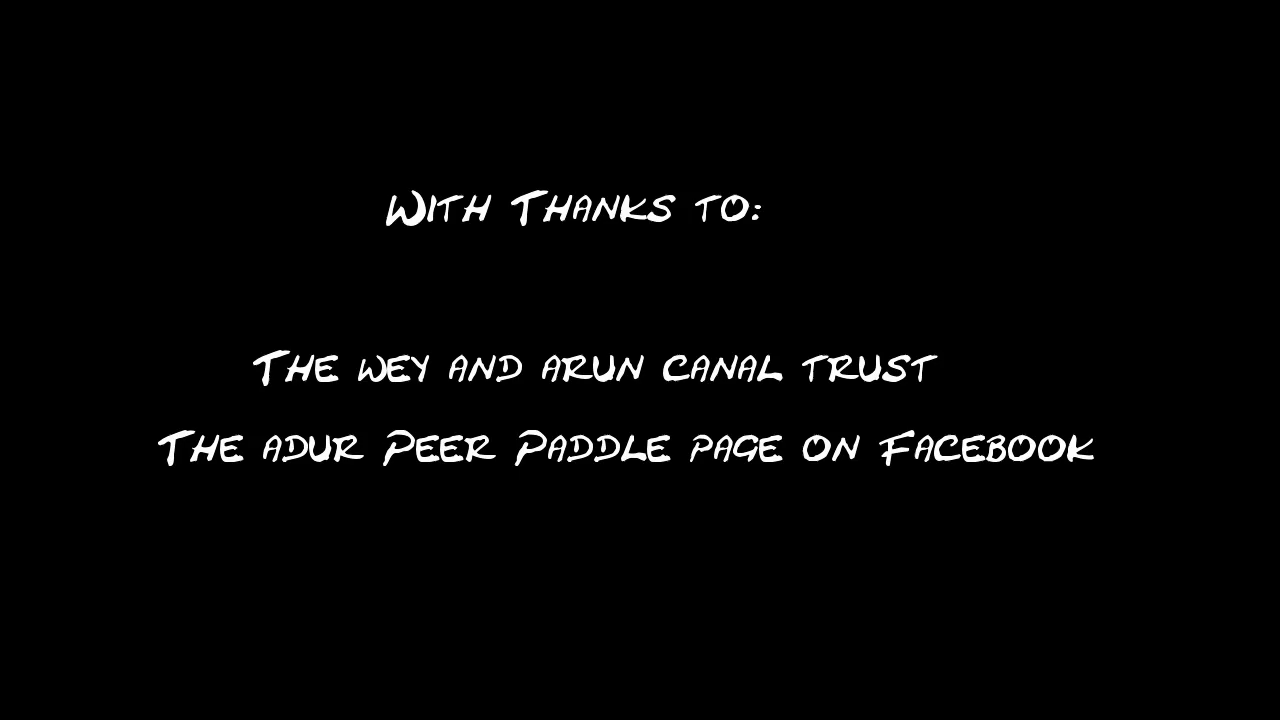 With Thanks to:
The wey and arun canal trust
The adur Peer Paddle page on Facebook